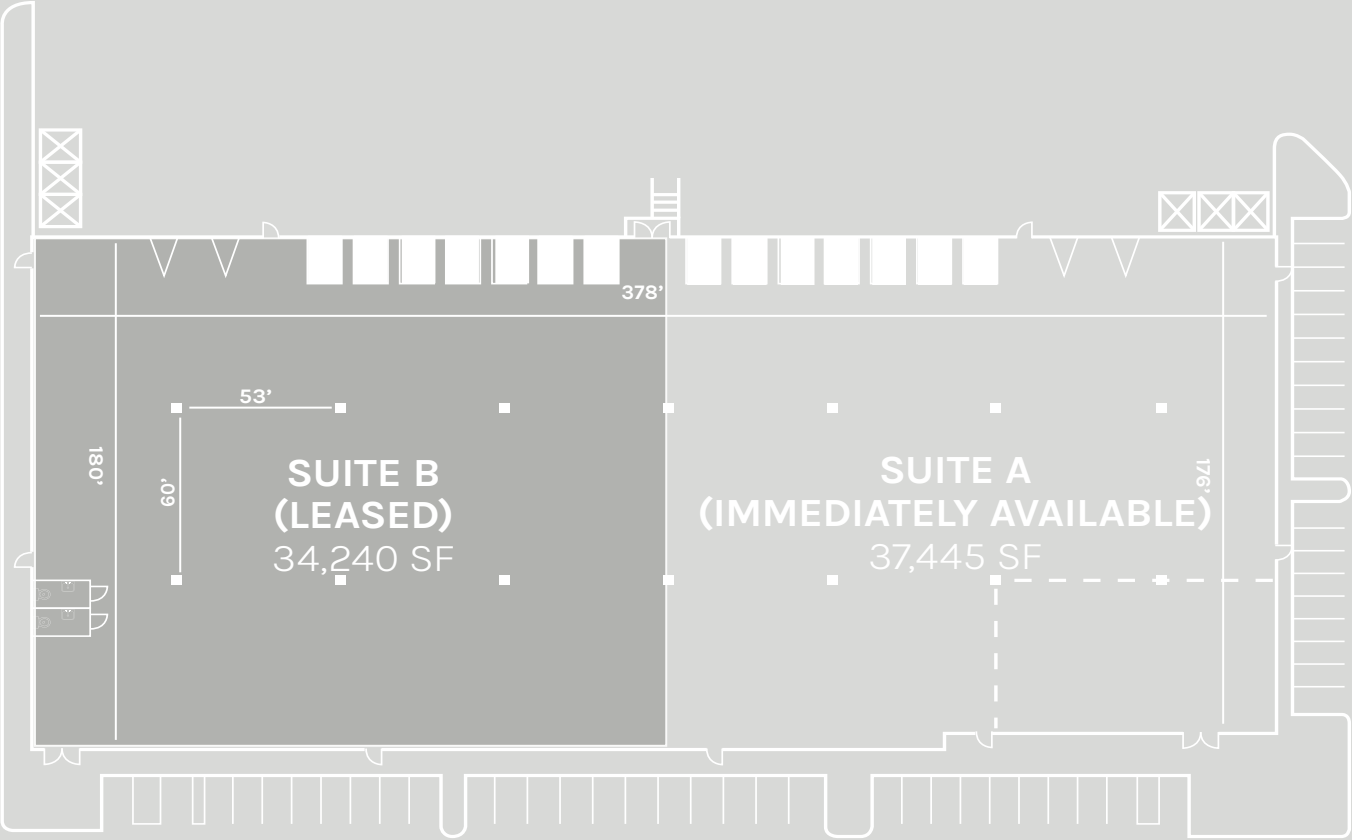 378’
53’
180’
60’
SUITE B
(LEASED)
34,240 SF
SUITE A
(IMMEDIATELY AVAILABLE)
37,445 SF
176’